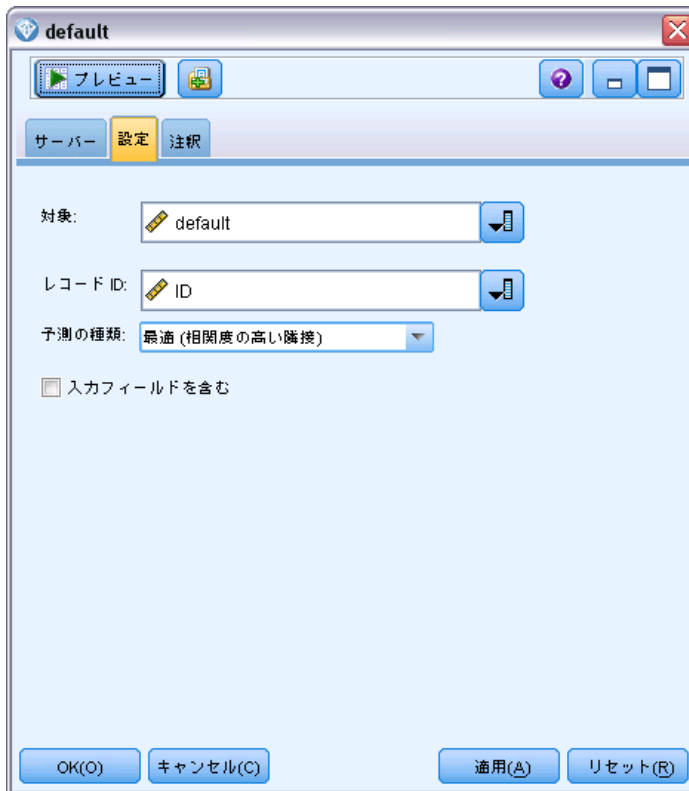 default
プレビュー
サーバー 設定 注釈
対象: default
レコード ID: ID
予測の種類: 最適 (相関度の高い隣接)
入力フィールドを含む
OK(O) キャンセル(C) 適用(A) リセット(R)